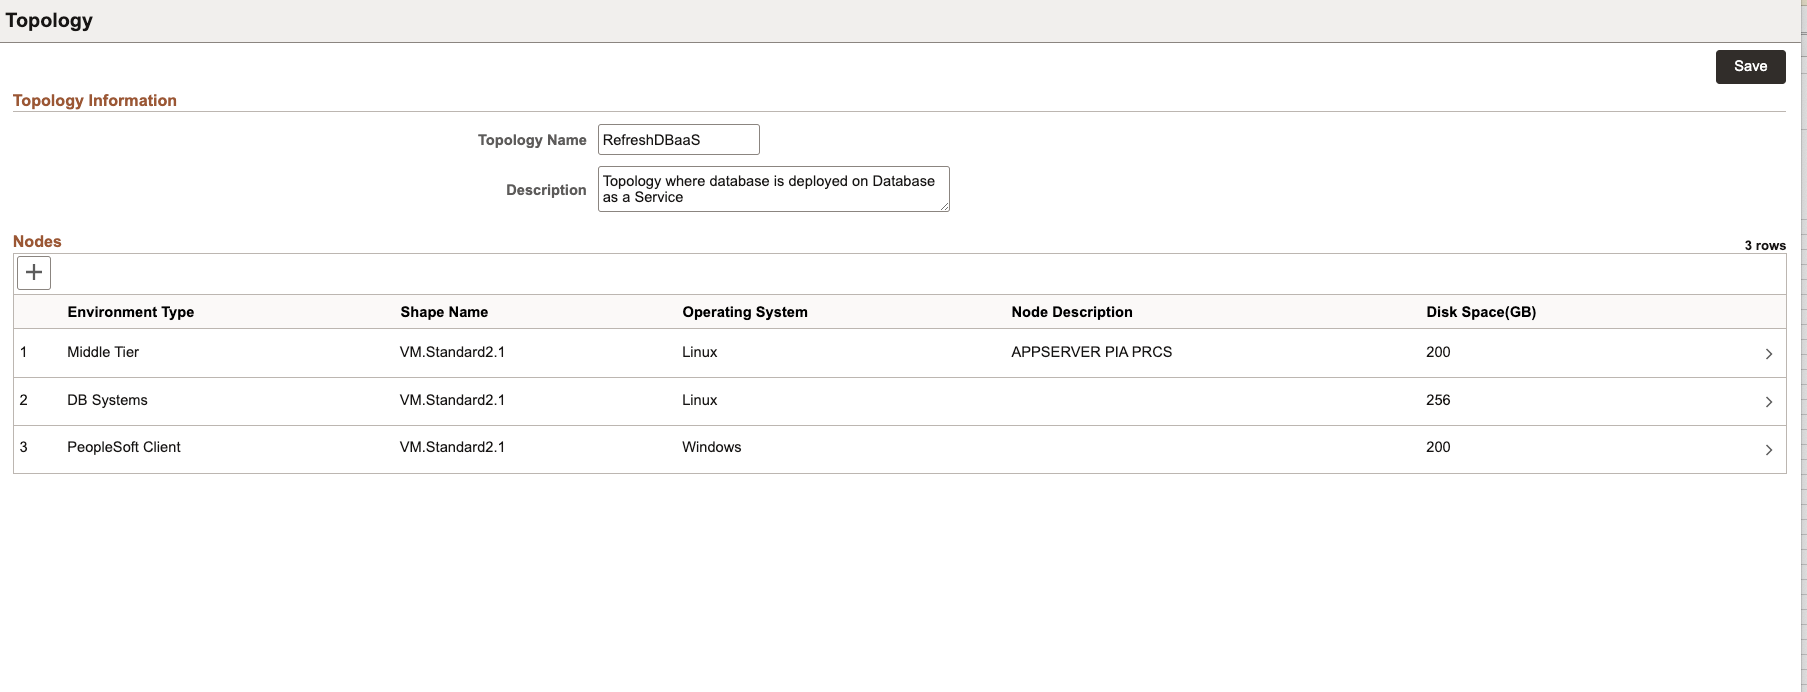 Topology
Save
Topology Information
Topology Name RefreshDBaaS
Description Topology where database is deployed on Database
as a Service
Nodes
3 rows
Environment Type Shape Name Operating System Node Description Disk Space(GB)
1 Middle Tier VM.Standard2.1 Linux APPSERVER PIA PRCS 200
2 DB Systems VM.Standard2.1 Linux 256
3 PeopleSoft Client VM.Standard2.1 Windows 200